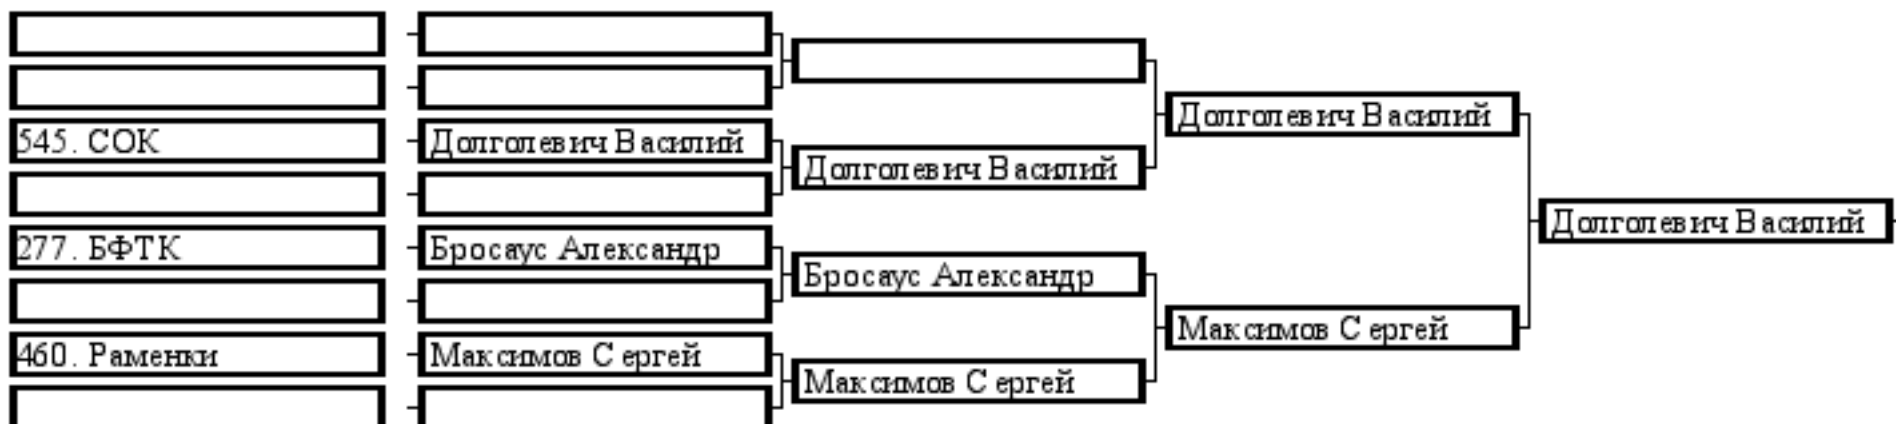 Долголевич Василий
545. СОК Долголевич Василий
Долголевич Василий
Долголевич Василий
277. БФТК Бросаус Александр
Бросаус Александр
Максимов Сергей
460. Раменки Максимов Сергей
Максимов Сергей